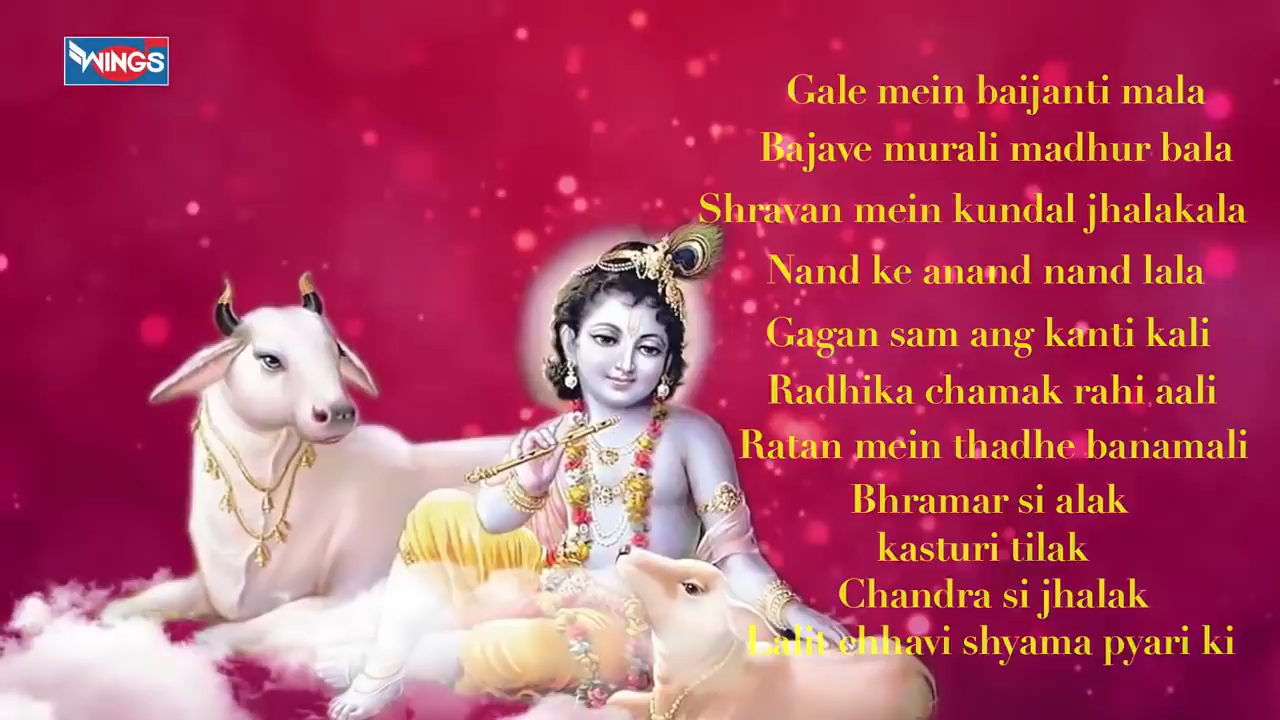 WINGS
Gale mein baijanti mala
Bajave murali madhur bala
Shravan mein kundal jhalakala
Nand ke anand nand lala
Gagan sam ang kanti kali
Radhika chamak rahi aali
Ratan mein thadhe banamali
Bhramar si alak
kasturi tilak
Chandra si jhalak
Lalit chhavi shyama pyari ki